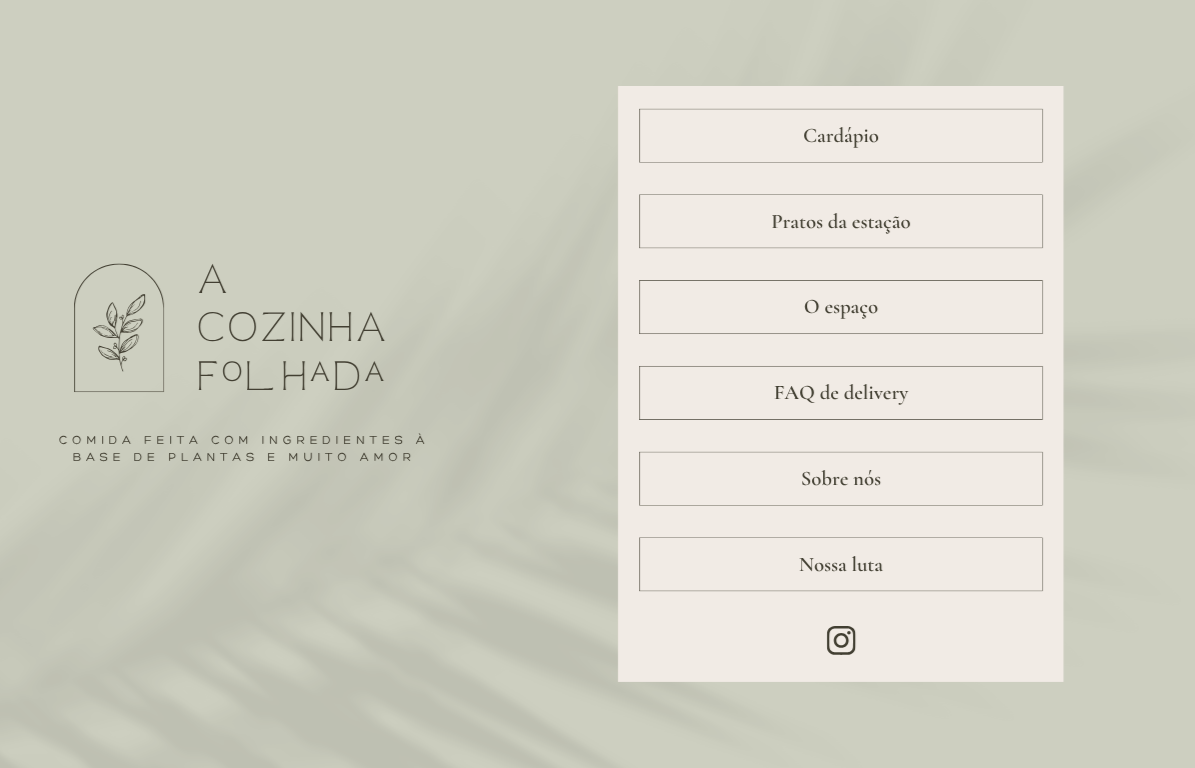 A
COZINHA
FOLHADA
COMIDA FEITA COM INGREDIENTES À
BASE DE PLANTAS E MUITO AMOR
Cardápio
Pratos da estação
O espaço
FAQ de delivery
Sobre nós
Nossa luta